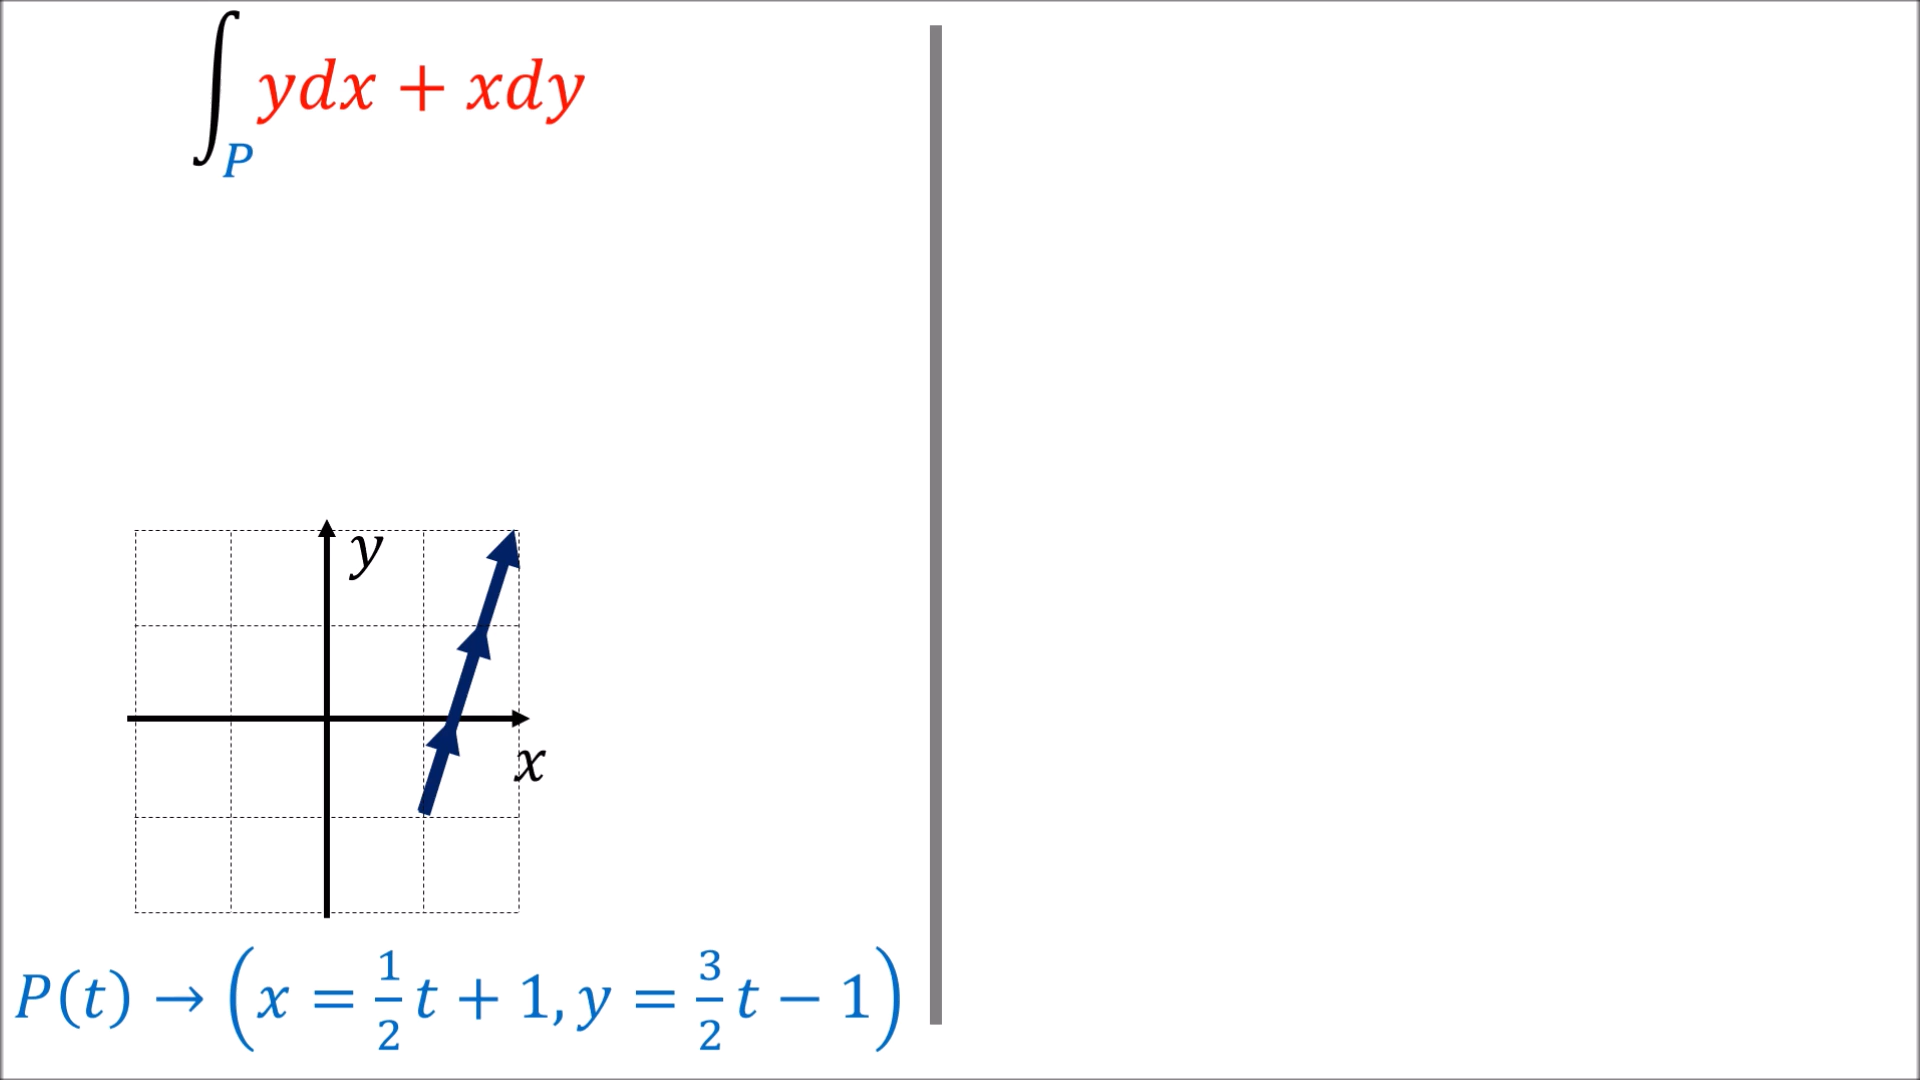 ∫_P ydx + xdy
y
x
P(t) → (x = 1/2 t + 1, y = 3/2 t − 1)